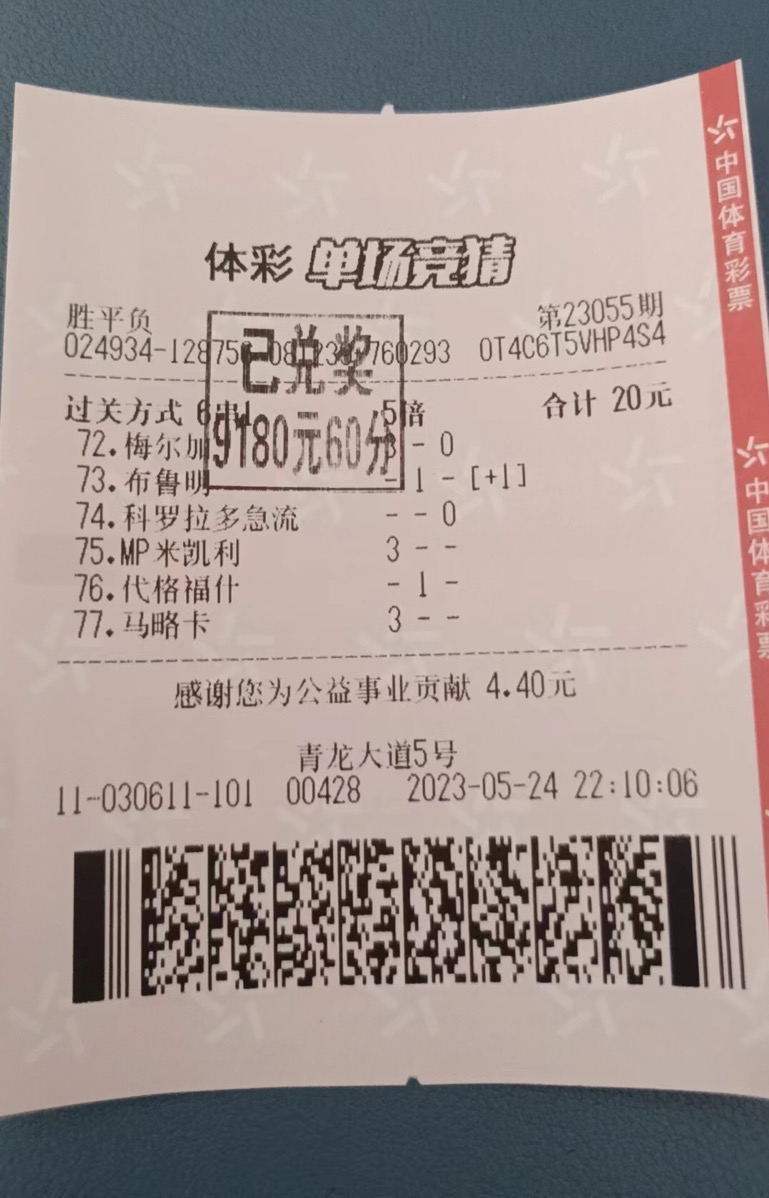 中国体育彩票
体彩 单场竞猜
胜平负 第23055期
024934-128756 0T4C6T5VHP4S4
已兑奖
9180元60分
过关方式 6串1 5倍 合计 20元
72.梅尔加 3-0
73.布鲁明 -1-[+1]
74.科罗拉多急流 --0
75.MP米凯利 3--
76.代格福什 -1-
77.马略卡 3--
感谢您为公益事业贡献 4.40元
青龙大道5号
11-030611-101 00428 2023-05-24 22:10:06
中国体育彩票